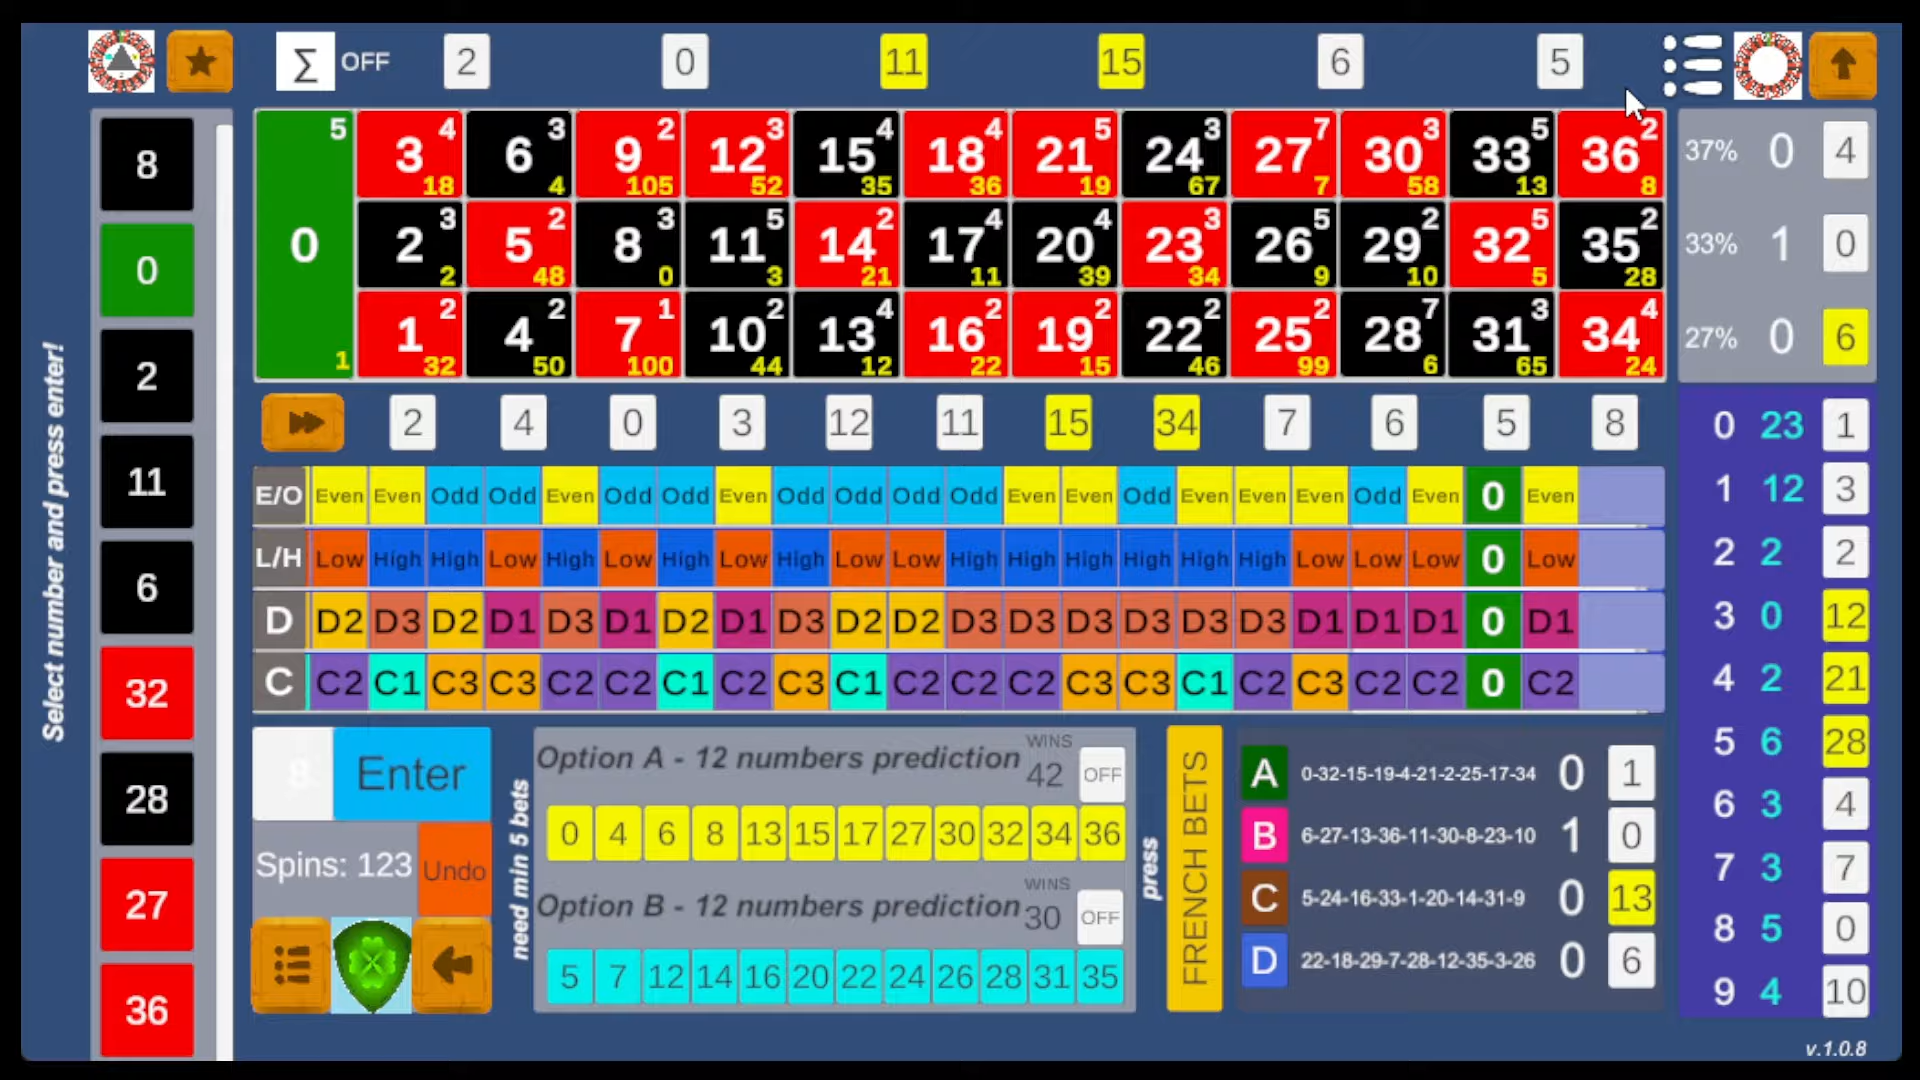 Σ OFF 2 0 11 15 6 5
Select number and press enter!
8
0
2
11
6
32
28
27
36
0 5 1
3 4 18 6 3 4 9 2 105 12 3 52 15 4 35 18 4 36 21 5 19 24 3 67 27 7 7 30 3 58 33 5 13 36 2 8
2 3 2 5 2 48 8 3 0 11 5 3 14 2 21 17 4 11 20 4 39 23 3 34 26 5 9 29 2 10 32 5 5 35 2 28
1 2 32 4 2 50 7 1 100 10 2 44 13 4 12 16 2 22 19 2 15 22 2 46 25 2 99 28 7 6 31 3 65 34 4 24
37% 0 4
33% 1 0
27% 0 6
2 4 0 3 12 11 15 34 7 6 5 8
E/O Even Even Odd Odd Even Odd Odd Even Odd Odd Odd Odd Even Even Odd Even Even Even Odd Even 0 Even
L/H Low High High Low High Low High Low High Low Low High High High High High High Low Low Low 0 Low
D D2 D3 D2 D1 D3 D1 D2 D1 D3 D2 D2 D3 D3 D3 D3 D3 D3 D1 D1 D1 0 D1
C C2 C1 C3 C3 C2 C2 C1 C2 C3 C1 C2 C2 C2 C3 C3 C1 C2 C3 C2 C2 0 C2
0 23 1
1 12 3
2 2 2
3 0 12
4 2 21
5 6 28
6 3 4
7 3 7
8 5 0
9 4 10
8 Enter
Spins: 123 Undo
need min 5 bets
Option A - 12 numbers prediction WINS 42 OFF
0 4 6 8 13 15 17 27 30 32 34 36
Option B - 12 numbers prediction WINS 30 OFF
5 7 12 14 16 20 22 24 26 28 31 35
press
FRENCH BETS
A 0-32-15-19-4-21-2-25-17-34 0 1
B 6-27-13-36-11-30-8-23-10 1 0
C 5-24-16-33-1-20-14-31-9 0 13
D 22-18-29-7-28-12-35-3-26 0 6
v.1.0.8